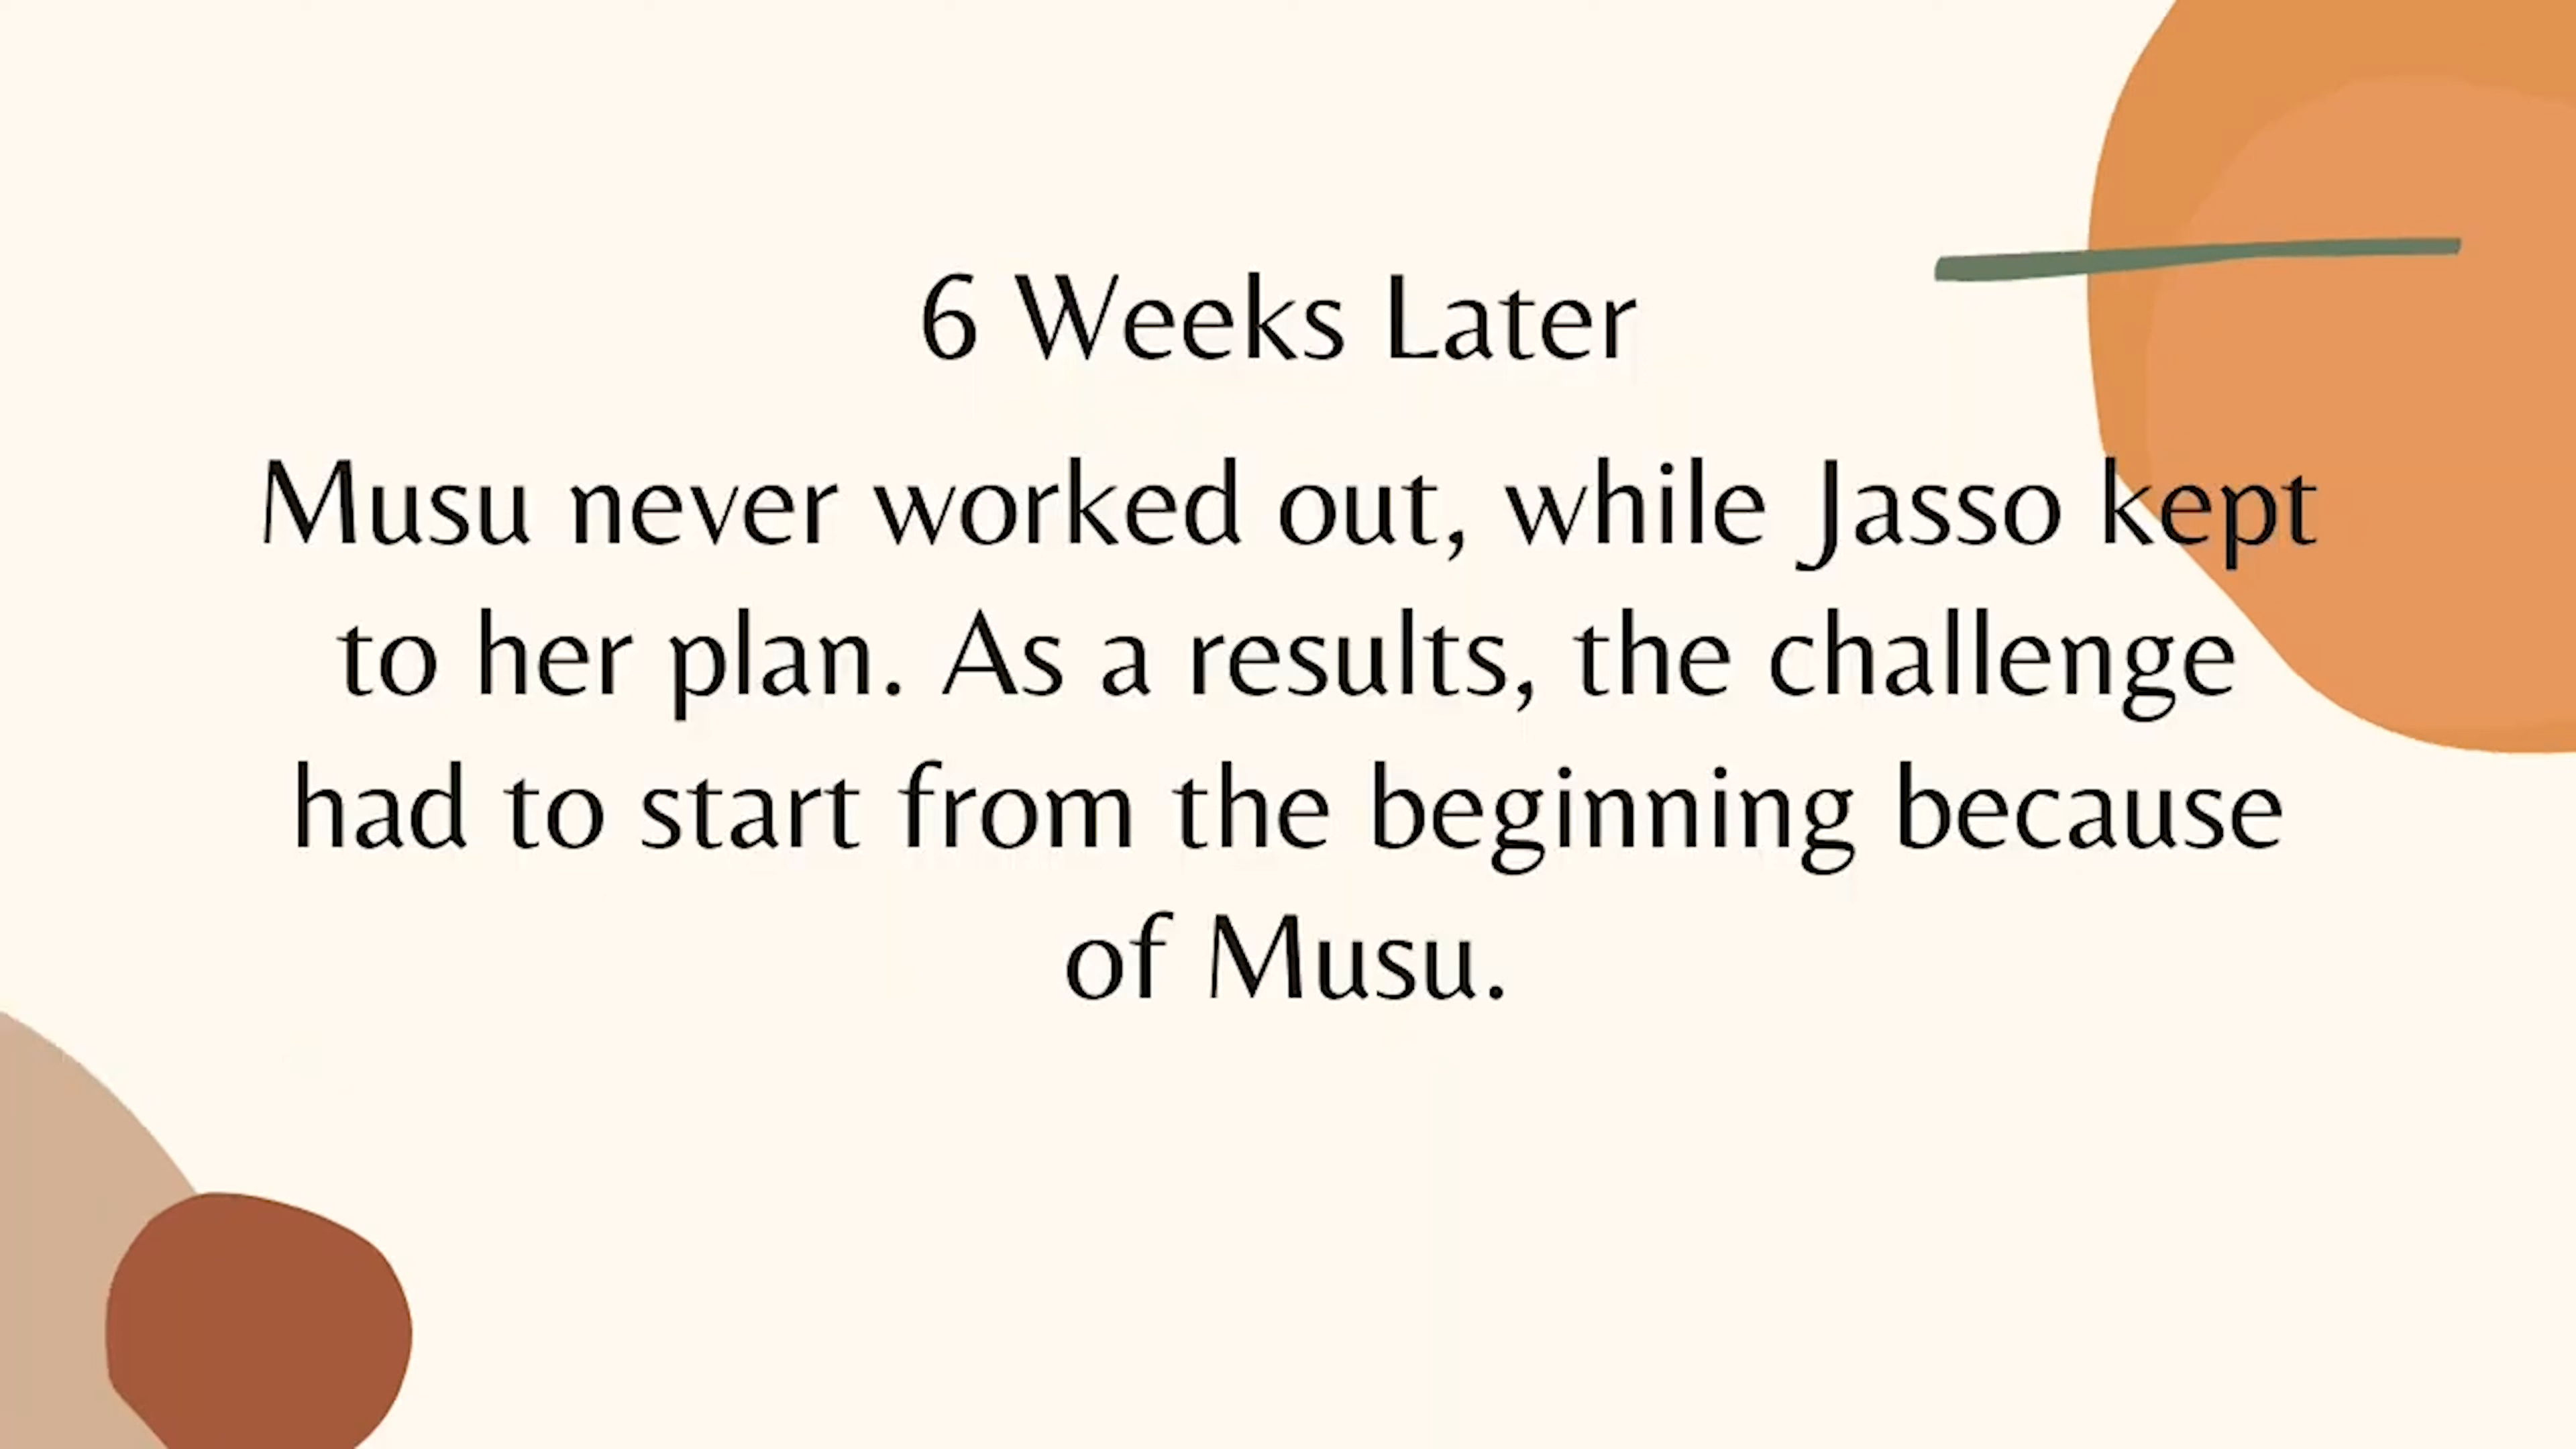 6 Weeks Later
Musu never worked out, while Jasso kept
to her plan. As a results, the challenge
had to start from the beginning because
of Musu.